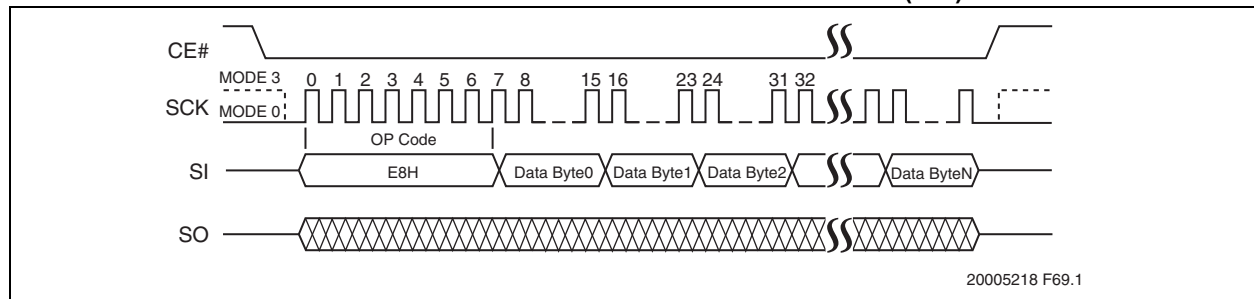 CE#
MODE 3 0 1 2 3 4 5 6 7 8 15 16 23 24 31 32
SCK MODE 0
OP Code
SI E8H Data Byte0 Data Byte1 Data Byte2 Data ByteN
SO
20005218 F69.1